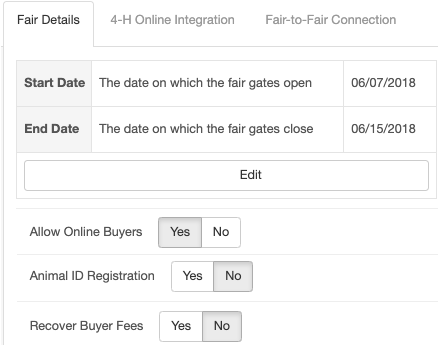 Fair Details 4-H Online Integration Fair-to-Fair Connection
Start Date The date on which the fair gates open 06/07/2018
End Date The date on which the fair gates close 06/15/2018
Edit
Allow Online Buyers Yes No
Animal ID Registration Yes No
Recover Buyer Fees Yes No